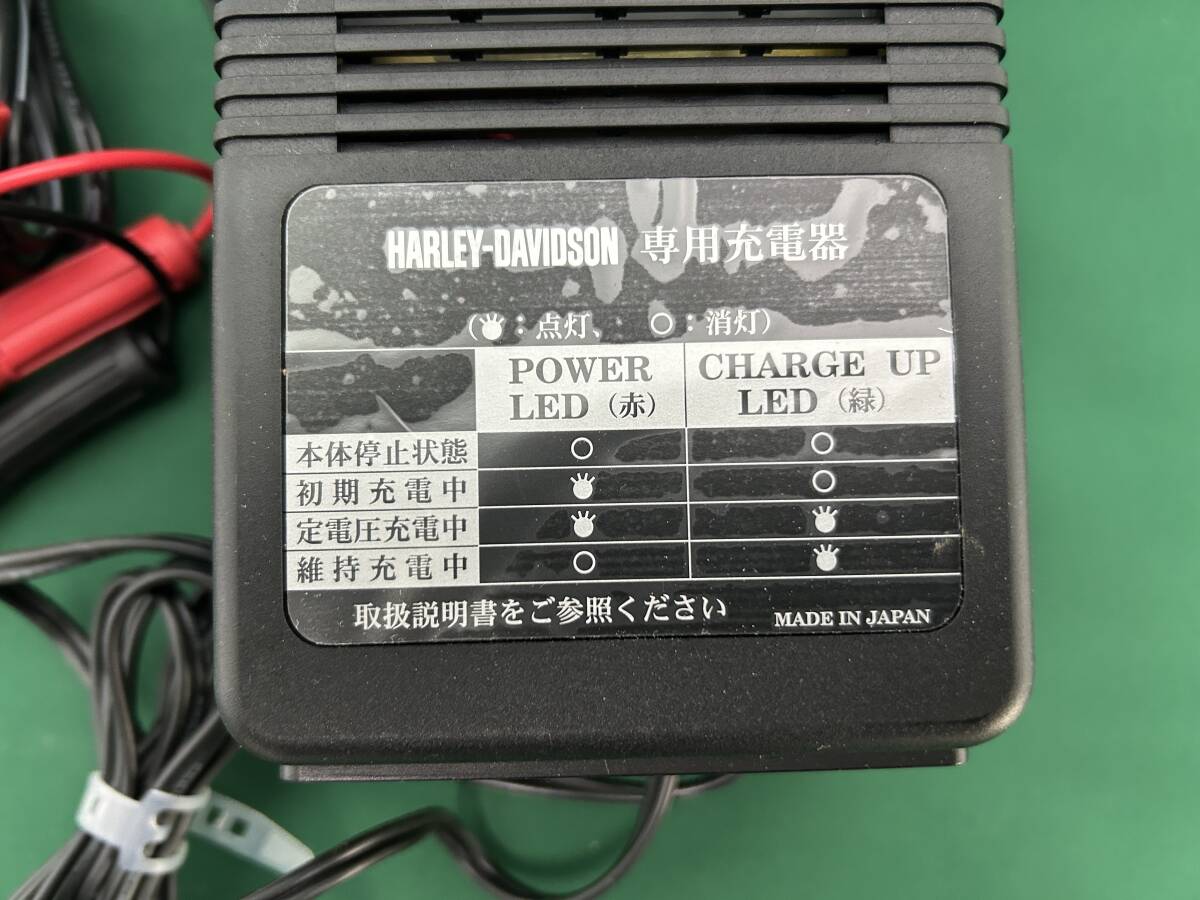 HARLEY-DAVIDSON 専用充電器
( : 点灯、 ○ : 消灯)
POWER LED (赤) CHARGE UP LED (緑)
本体停止状態 ○ ○
初期充電中 ○
定電圧充電中
維持充電中 ○
取扱説明書をご参照ください MADE IN JAPAN